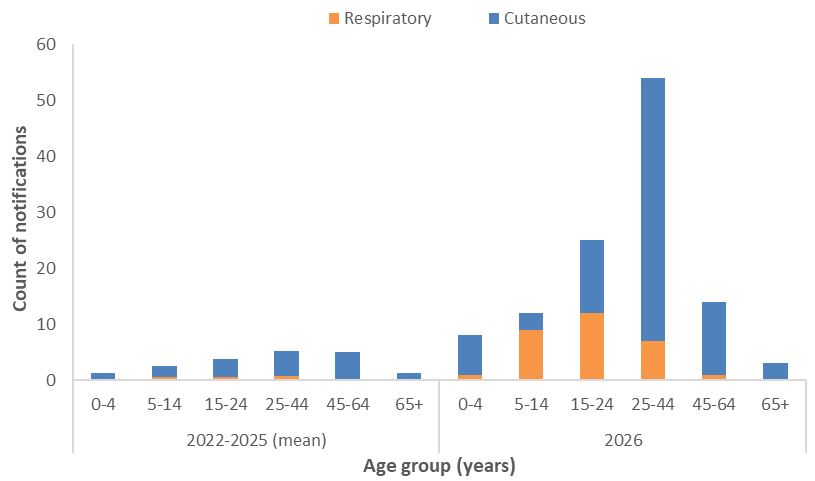 Respiratory Cutaneous
60
50
40
30
20
10
0
Count of notifications
0-4 5-14 15-24 25-44 45-64 65+ 0-4 5-14 15-24 25-44 45-64 65+
2022-2025 (mean) 2026
Age group (years)